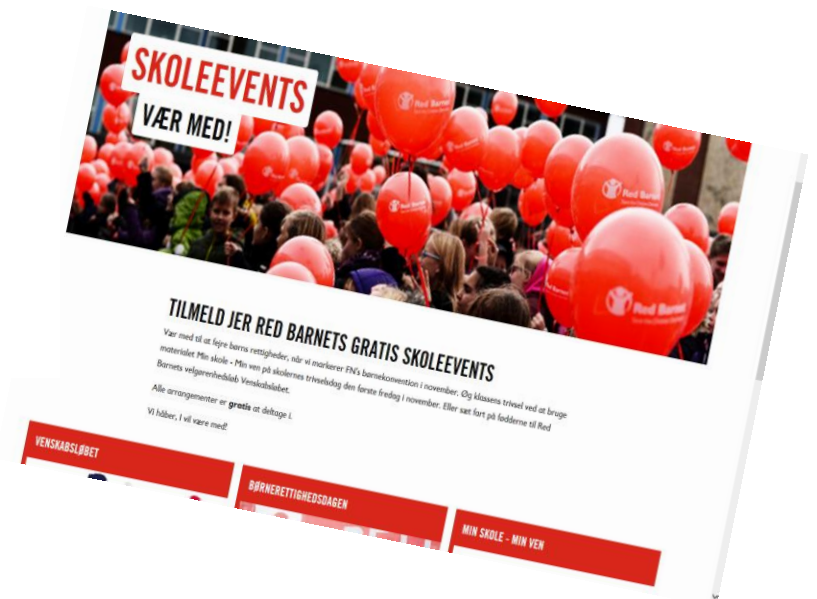 SKOLEEVENTS
VÆR MED!
Red Barnet
Red Barnet
Red Barnet
Red Barnet
TILMELD JER RED BARNETS GRATIS SKOLEEVENTS
Vær med til at fejre børns rettigheder, når vi markerer FN's børnekonvention i november. Øg klassens trivsel ved at bruge
materialet Min skole - Min ven på skolernes trivselsdag den første fredag i november. Eller sæt fart på fødderne til Red
Barnets velgørenhedsløb Venskabsløbet.
Alle arrangementer er gratis at deltage i.
Vi håber, I vil være med!
VENSKABSLØBET
BØRNERETTIGHEDSDAGEN
MIN SKOLE - MIN VEN